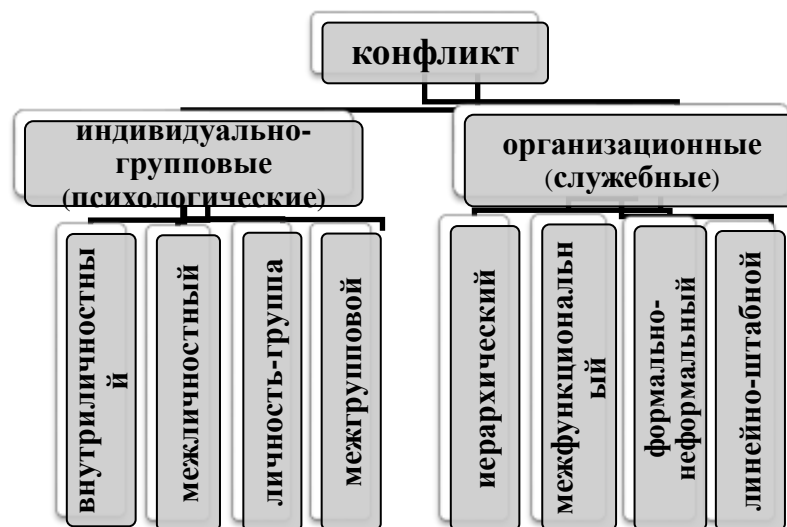 конфликт
индивидуально-
групповые
(психологические)
организационные
(служебные)
внутриличностны
й
межличностный
личность-группа
межгрупповой
иерархический
межфункциональн
ый
формально-
неформальный
линейно-штабной